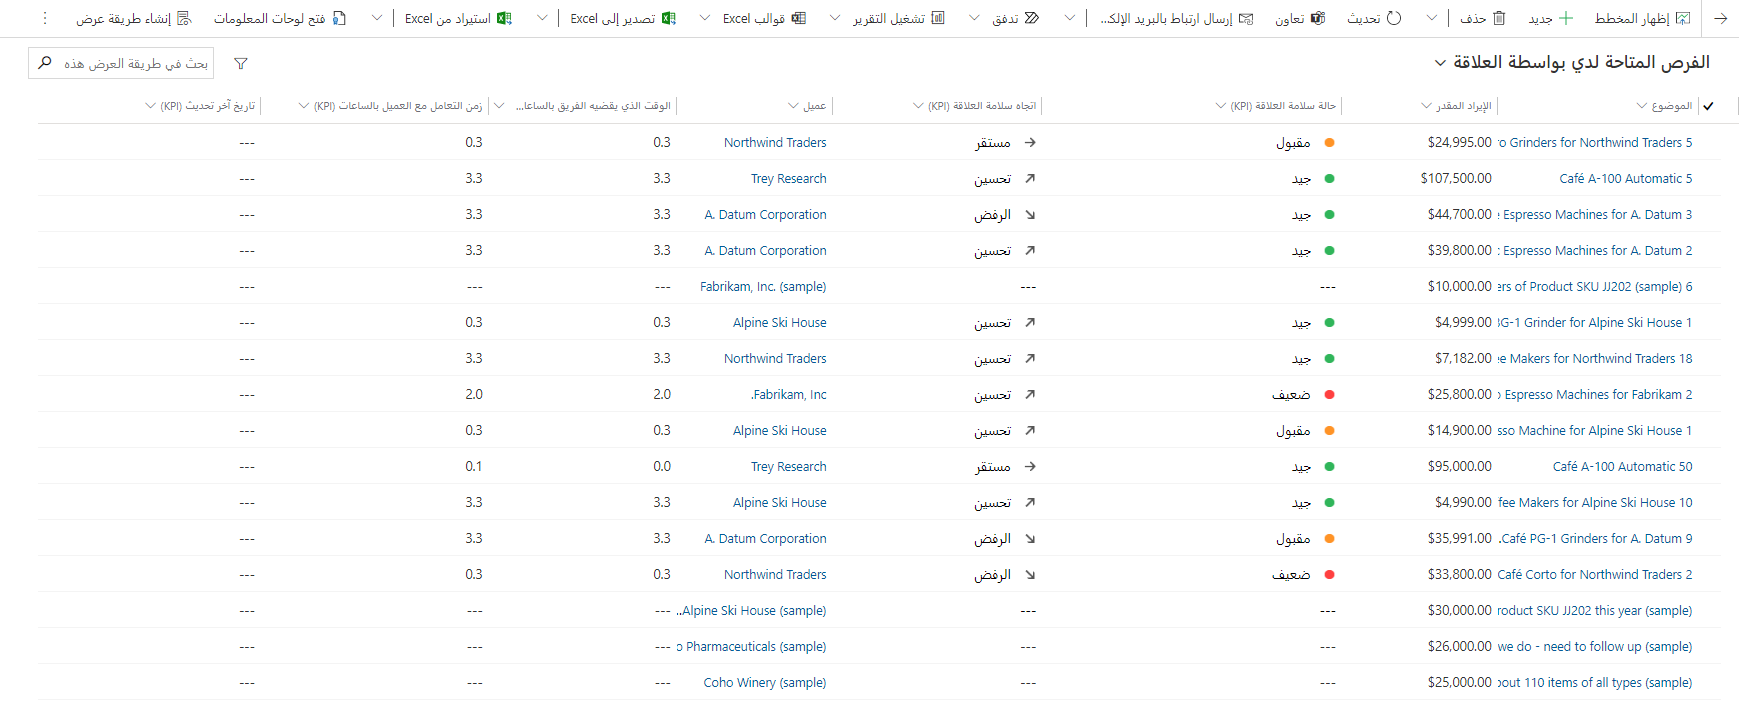 إظهار المخطط جديد حذف تحديث تعاون إرسال ارتباط بالبريد الإلك... تدفق تشغيل التقرير قوالب Excel تصدير إلى Excel استيراد من Excel فتح لوحات المعلومات إنشاء طريقة عرض
الفرص المتاحة لدي بواسطة العلاقة بحث في طريقة العرض هذه
الموضوع الإيراد المقدر حالة سلامة العلاقة (KPI) اتجاه سلامة العلاقة (KPI) عميل الوقت الذي يقضيه الفريق بالساعا... زمن التعامل مع العميل بالساعات (KPI) تاريخ آخر تحديث (KPI)
Grinders for Northwind Traders 5 $24,995.00 مقبول مستقر Northwind Traders 0.3 0.3 ---
Café A-100 Automatic 5 $107,500.00 جيد تحسين Trey Research 3.3 3.3 ---
Espresso Machines for A. Datum 3 $44,700.00 جيد الرفض A. Datum Corporation 3.3 3.3 ---
Espresso Machines for A. Datum 2 $39,800.00 جيد تحسين A. Datum Corporation 3.3 3.3 ---
of Product SKU JJ202 (sample) 6 $10,000.00 --- --- Fabrikam, Inc. (sample) --- --- ---
G-1 Grinder for Alpine Ski House 1 $4,999.00 جيد تحسين Alpine Ski House 0.3 0.3 ---
Makers for Northwind Traders 18 $7,182.00 جيد تحسين Northwind Traders 3.3 3.3 ---
Espresso Machines for Fabrikam 2 $25,800.00 ضعيف تحسين .Fabrikam, Inc 2.0 2.0 ---
sso Machine for Alpine Ski House 1 $14,900.00 مقبول تحسين Alpine Ski House 0.3 0.3 ---
Café A-100 Automatic 50 $95,000.00 جيد مستقر Trey Research 0.0 0.1 ---
fee Makers for Alpine Ski House 10 $4,990.00 جيد تحسين Alpine Ski House 3.3 3.3 ---
.Café PG-1 Grinders for A. Datum 9 $35,991.00 مقبول الرفض A. Datum Corporation 3.3 3.3 ---
Café Corto for Northwind Traders 2 $33,800.00 ضعيف الرفض Northwind Traders 0.3 0.3 ---
roduct SKU JJ202 this year (sample) $30,000.00 --- --- ..Alpine Ski House (sample) --- --- ---
we do - need to follow up (sample) $26,000.00 --- --- Pharmaceuticals (sample) --- --- ---
out 110 items of all types (sample) $25,000.00 --- --- Coho Winery (sample) --- --- ---